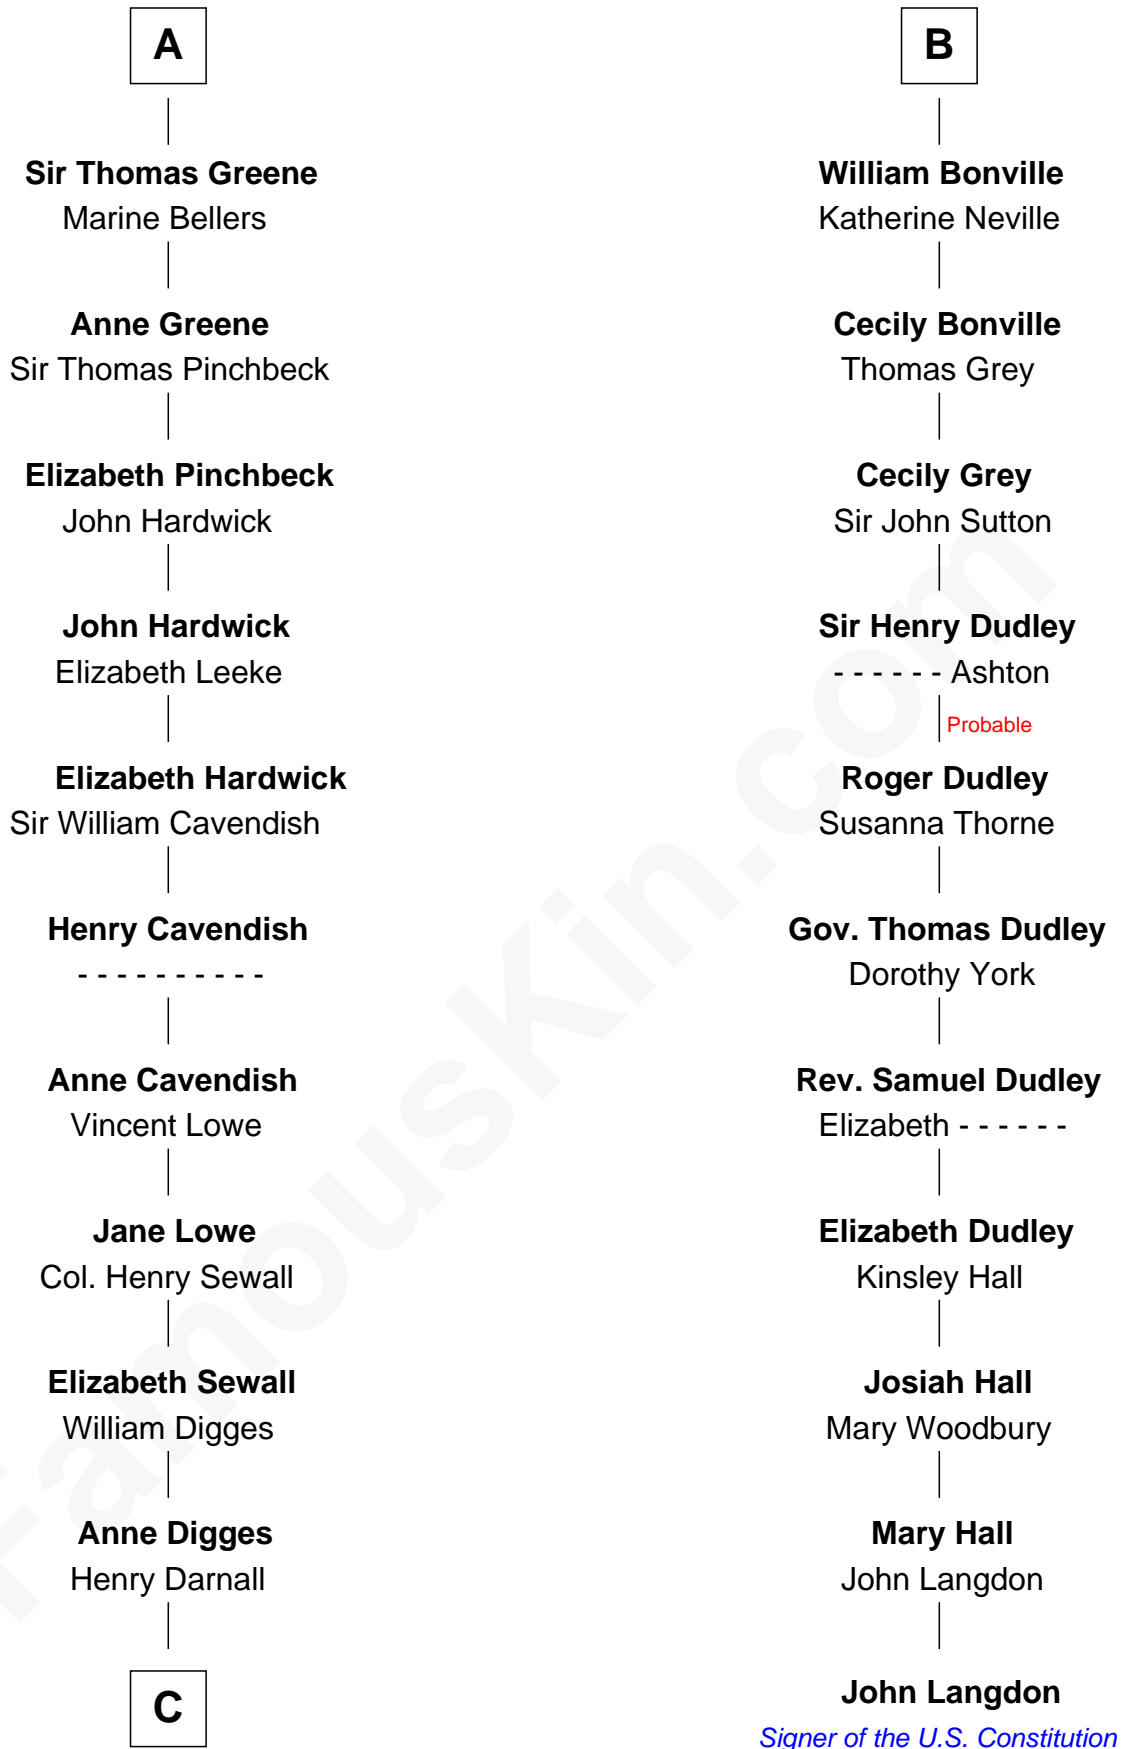 A
Sir Thomas Greene
Marine Bellers
Anne Greene
Sir Thomas Pinchbeck
Elizabeth Pinchbeck
John Hardwick
John Hardwick
Elizabeth Leeke
Elizabeth Hardwick
Sir William Cavendish
Henry Cavendish
- - - - - - - - - -
Anne Cavendish
Vincent Lowe
Jane Lowe
Col. Henry Sewall
Elizabeth Sewall
William Digges
Anne Digges
Henry Darnall
C
B
William Bonville
Katherine Neville
Cecily Bonville
Thomas Grey
Cecily Grey
Sir John Sutton
Sir Henry Dudley
- - - - - - Ashton
Probable
Roger Dudley
Susanna Thorne
Gov. Thomas Dudley
Dorothy York
Rev. Samuel Dudley
Elizabeth - - - - - -
Elizabeth Dudley
Kinsley Hall
Josiah Hall
Mary Woodbury
Mary Hall
John Langdon
John Langdon
Signer of the U.S. Constitution
FamousKin.com